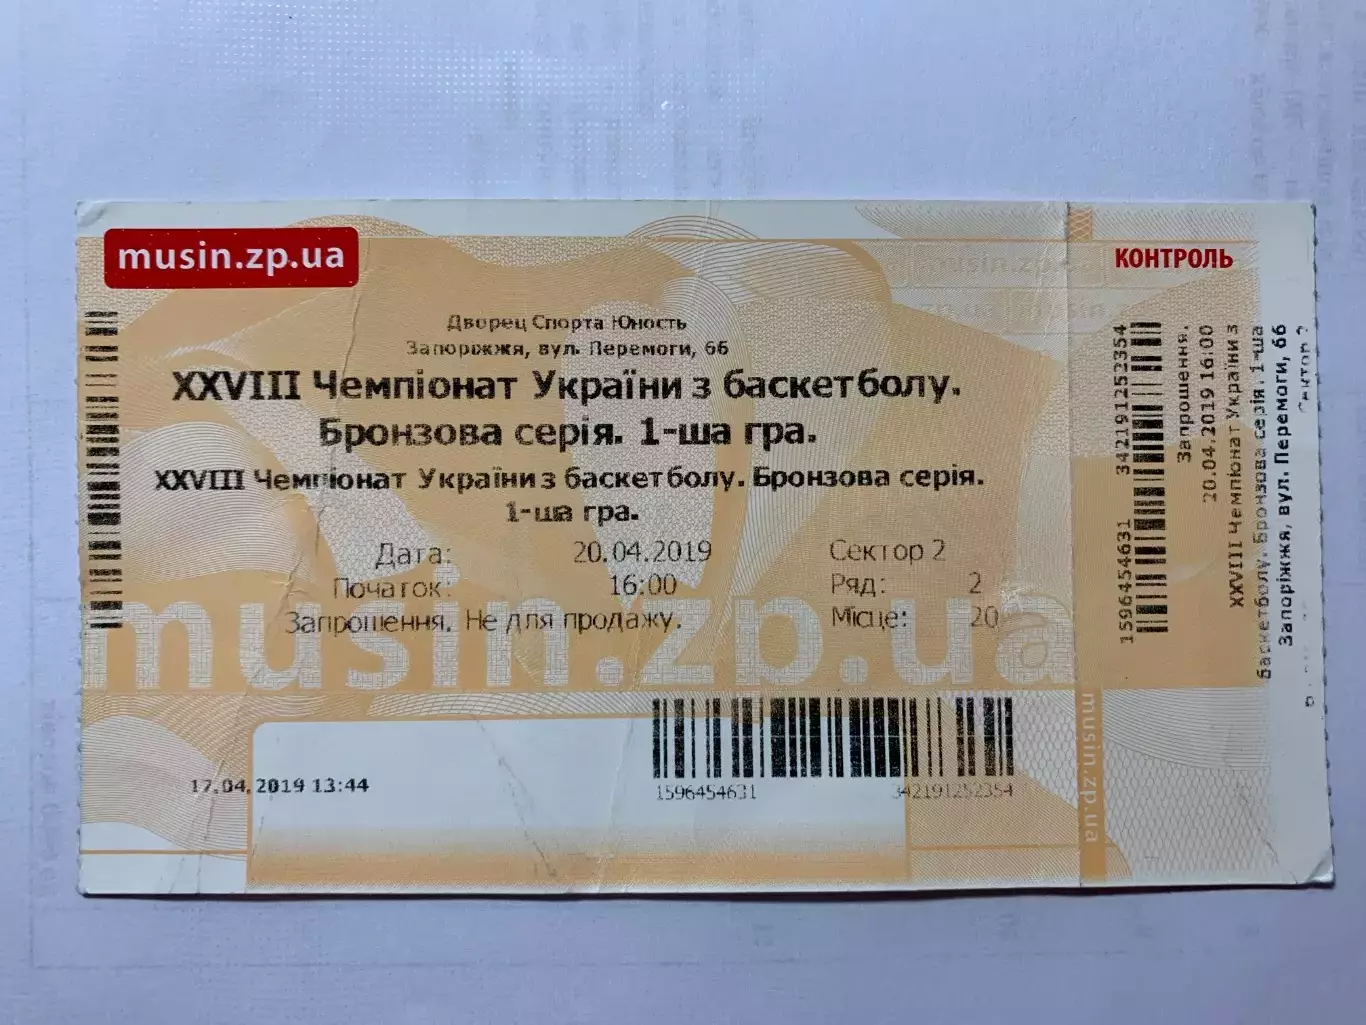 musin.zp.ua
КОНТРОЛЬ
Дворец Спорта Юность
Запоріжжя, вул. Перемоги, 66
XXVIII Чемпіонат України з баскетболу.
Бронзова серія. 1-ша гра.
XXVIII Чемпіонат України з баскетболу. Бронзова серія.
1-ша гра.
Дата: 20.04.2019 Сектор 2
Початок: 16:00 Ряд: 2
Запрошення. Не для продажу. Місце: 20
musin.zp.ua
17.04.2019 13:44
1596454631 342191252354
musin.zp.ua
1596454631 342191252354
Запрошення.
20.04.2019 16:00
XXVIII Чемпіонат України з
баскетболу. Бронзова серія. 1-ша
Запоріжжя, вул. Перемоги, 66
Сектор 2